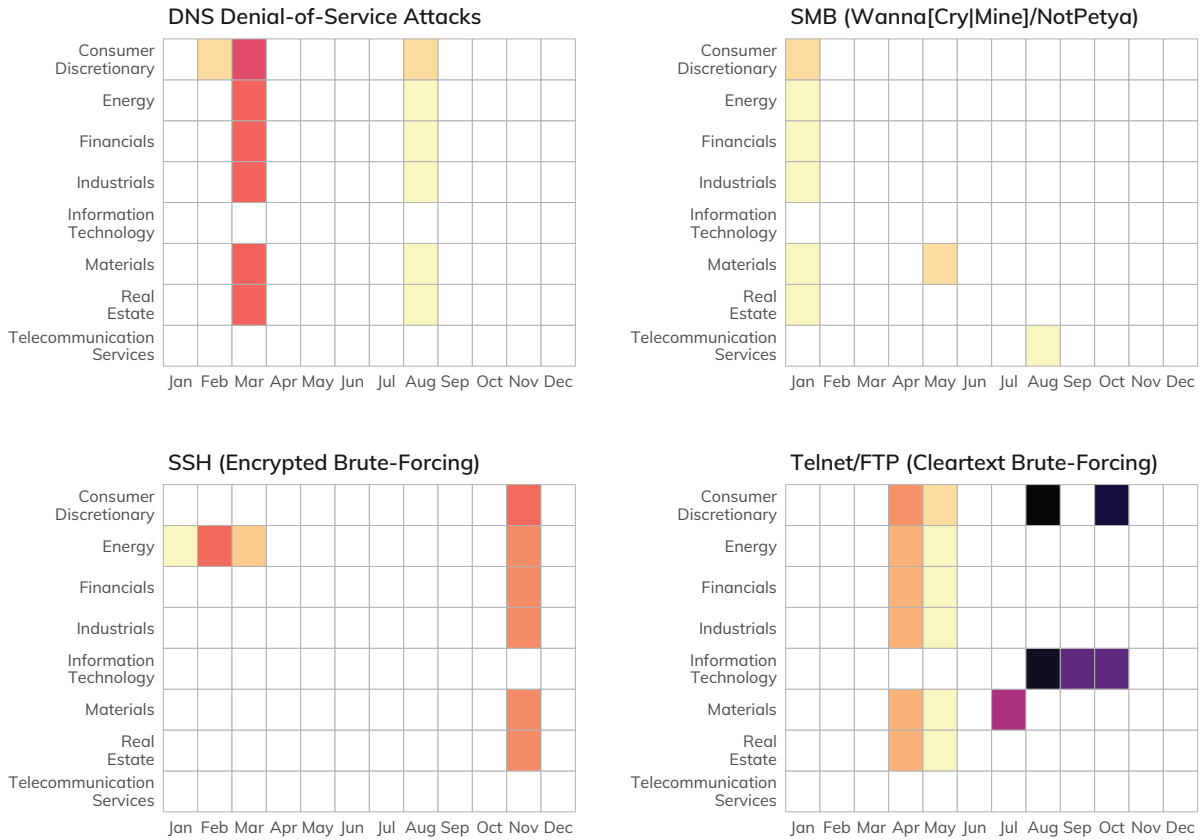 DNS Denial-of-Service Attacks
Consumer
Discretionary
Energy
Financials
Industrials
Information
Technology
Materials
Real
Estate
Telecommunication
Services
Jan Feb Mar Apr May Jun Jul Aug Sep Oct Nov Dec
SMB (Wanna[Cry|Mine]/NotPetya)
Consumer
Discretionary
Energy
Financials
Industrials
Information
Technology
Materials
Real
Estate
Telecommunication
Services
Jan Feb Mar Apr May Jun Jul Aug Sep Oct Nov Dec
SSH (Encrypted Brute-Forcing)
Consumer
Discretionary
Energy
Financials
Industrials
Information
Technology
Materials
Real
Estate
Telecommunication
Services
Jan Feb Mar Apr May Jun Jul Aug Sep Oct Nov Dec
Telnet/FTP (Cleartext Brute-Forcing)
Consumer
Discretionary
Energy
Financials
Industrials
Information
Technology
Materials
Real
Estate
Telecommunication
Services
Jan Feb Mar Apr May Jun Jul Aug Sep Oct Nov Dec